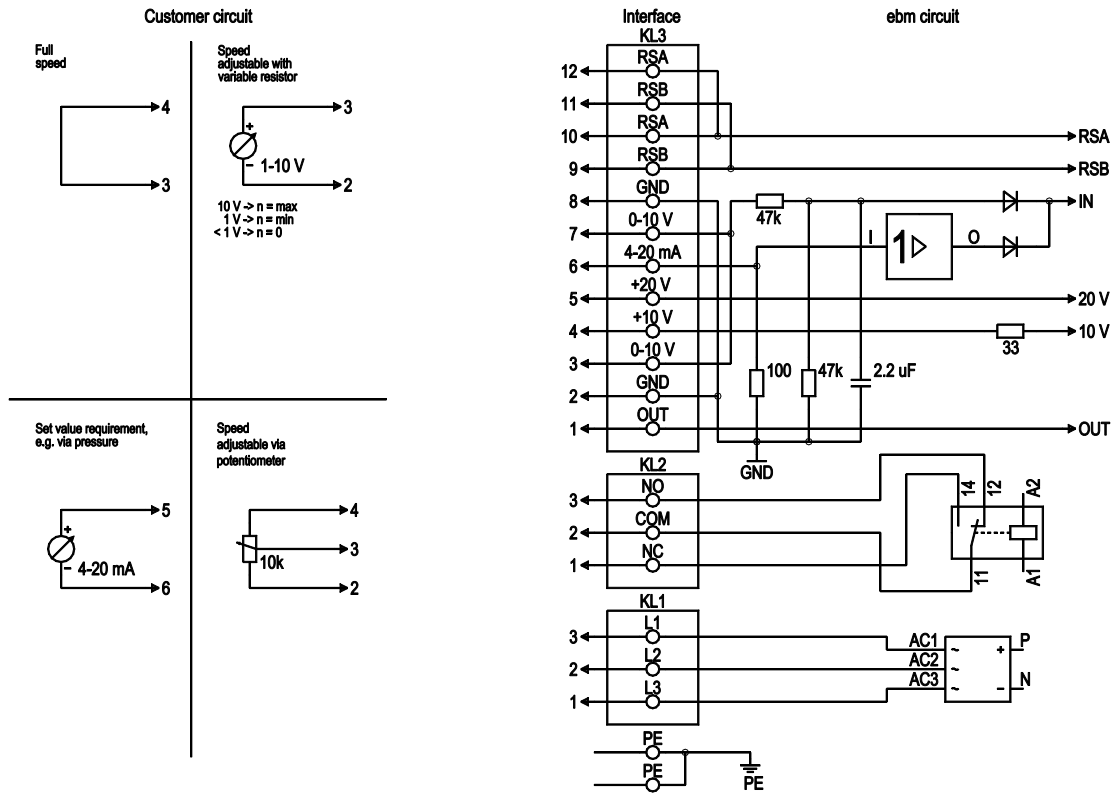 Customer circuit
Full
speed
4
3
Speed
adjustable with
variable resistor
3
+
- 1-10 V
2
10 V -> n = max
1 V -> n = min
< 1 V -> n = 0
Set value requirement,
e.g. via pressure
5
+
- 4-20 mA
6
Speed
adjustable via
potentiometer
4
3
10k
2
Interface
ebm circuit
KL3
RSA
12
RSB
11
RSA
10
RSA
RSB
9
RSB
GND
8
47k
IN
0-10 V
7
I
1
O
4-20 mA
6
+20 V
5
20 V
+10 V
4
33
10 V
0-10 V
3
100
47k
2.2 uF
GND
2
OUT
1
OUT
GND
KL2
NO
3
COM
2
NC
1
14
12
A2
11
A1
KL1
L1
3
AC1
~
+
P
L2
2
AC2
~
L3
1
AC3
~
-
N
PE
PE
PE